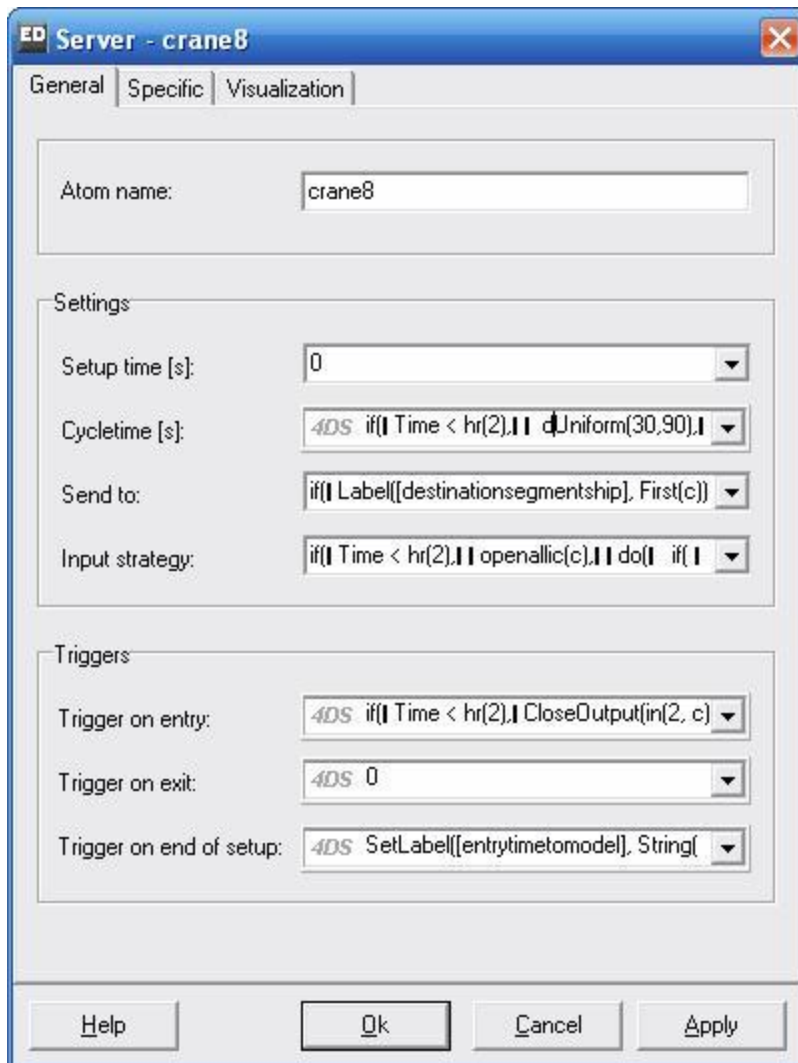 ED Server - crane8
General Specific Visualization
Atom name: crane8
Settings
Setup time [s]: 0
Cycletime [s]: 4DS if(❙ Time < hr(2),❙❙ dUniform(30,90),❙
Send to: if(❙ Label([destinationsegmentship], First(c))
Input strategy: if(❙ Time < hr(2),❙❙ openallic(c),❙❙ do(❙ if( ❙
Triggers
Trigger on entry: 4DS if(❙ Time < hr(2),❙ CloseOutput(in(2, c)
Trigger on exit: 4DS 0
Trigger on end of setup: 4DS SetLabel([entrytimetomodel], String(
Help Ok Cancel Apply